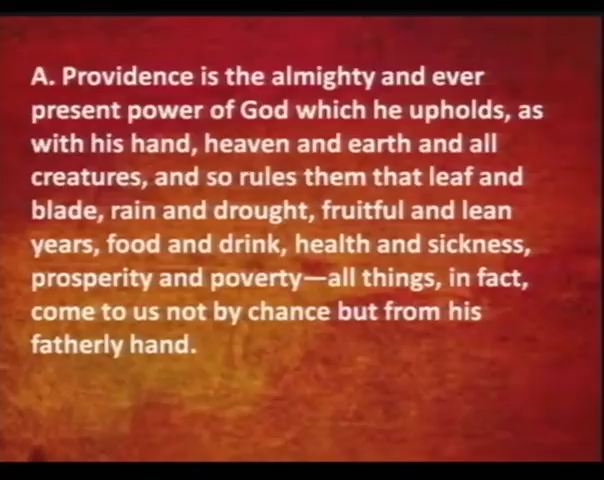 A. Providence is the almighty and ever
present power of God which he upholds, as
with his hand, heaven and earth and all
creatures, and so rules them that leaf and
blade, rain and drought, fruitful and lean
years, food and drink, health and sickness,
prosperity and poverty—all things, in fact,
come to us not by chance but from his
fatherly hand.